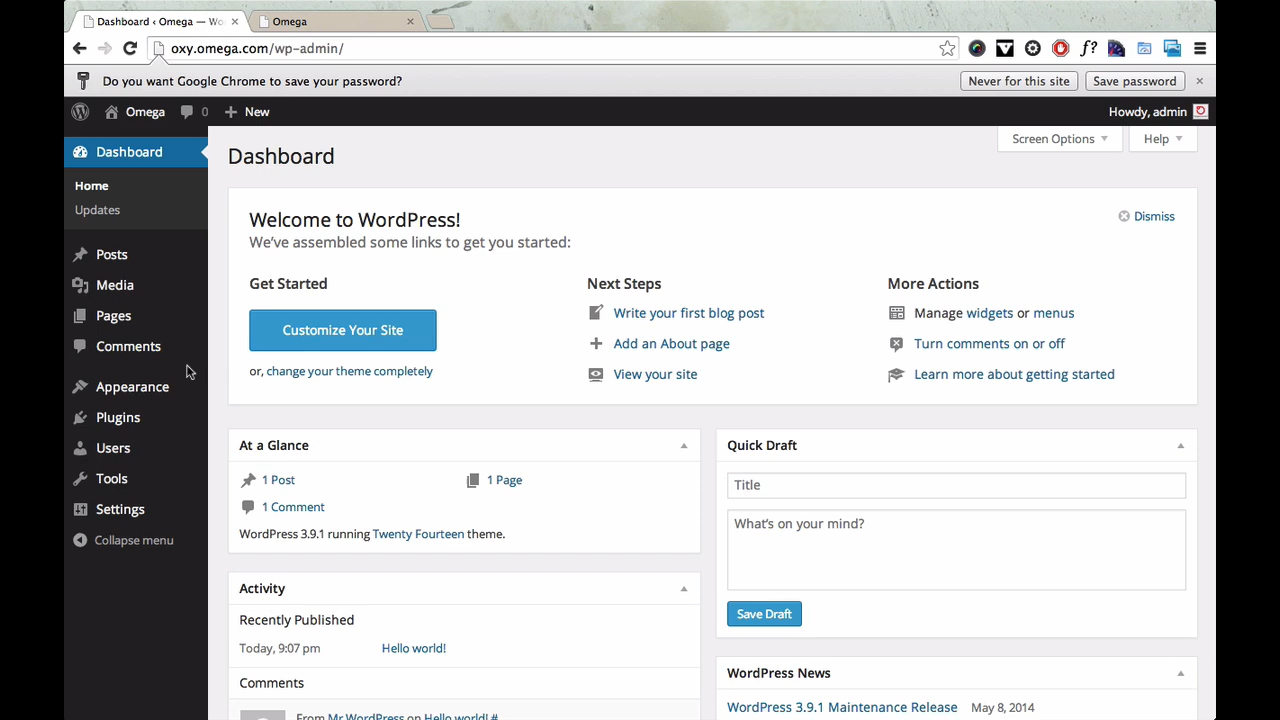 Dashboard ‹ Omega — Wo
Omega
oxy.omega.com/wp-admin/
f?
Do you want Google Chrome to save your password?
Never for this site
Save password
Omega
0
New
Howdy, admin
Dashboard
Home
Updates
Posts
Media
Pages
Comments
Appearance
Plugins
Users
Tools
Settings
Collapse menu
Screen Options
Help
Dashboard
Welcome to WordPress!
Dismiss
We've assembled some links to get you started:
Get Started
Customize Your Site
or, change your theme completely
Next Steps
Write your first blog post
Add an About page
View your site
More Actions
Manage widgets or menus
Turn comments on or off
Learn more about getting started
At a Glance
1 Post
1 Page
1 Comment
WordPress 3.9.1 running Twenty Fourteen theme.
Activity
Recently Published
Today, 9:07 pm
Hello world!
Comments
From Mr WordPress on Hello world! #
Quick Draft
Title
What's on your mind?
Save Draft
WordPress News
WordPress 3.9.1 Maintenance Release May 8, 2014